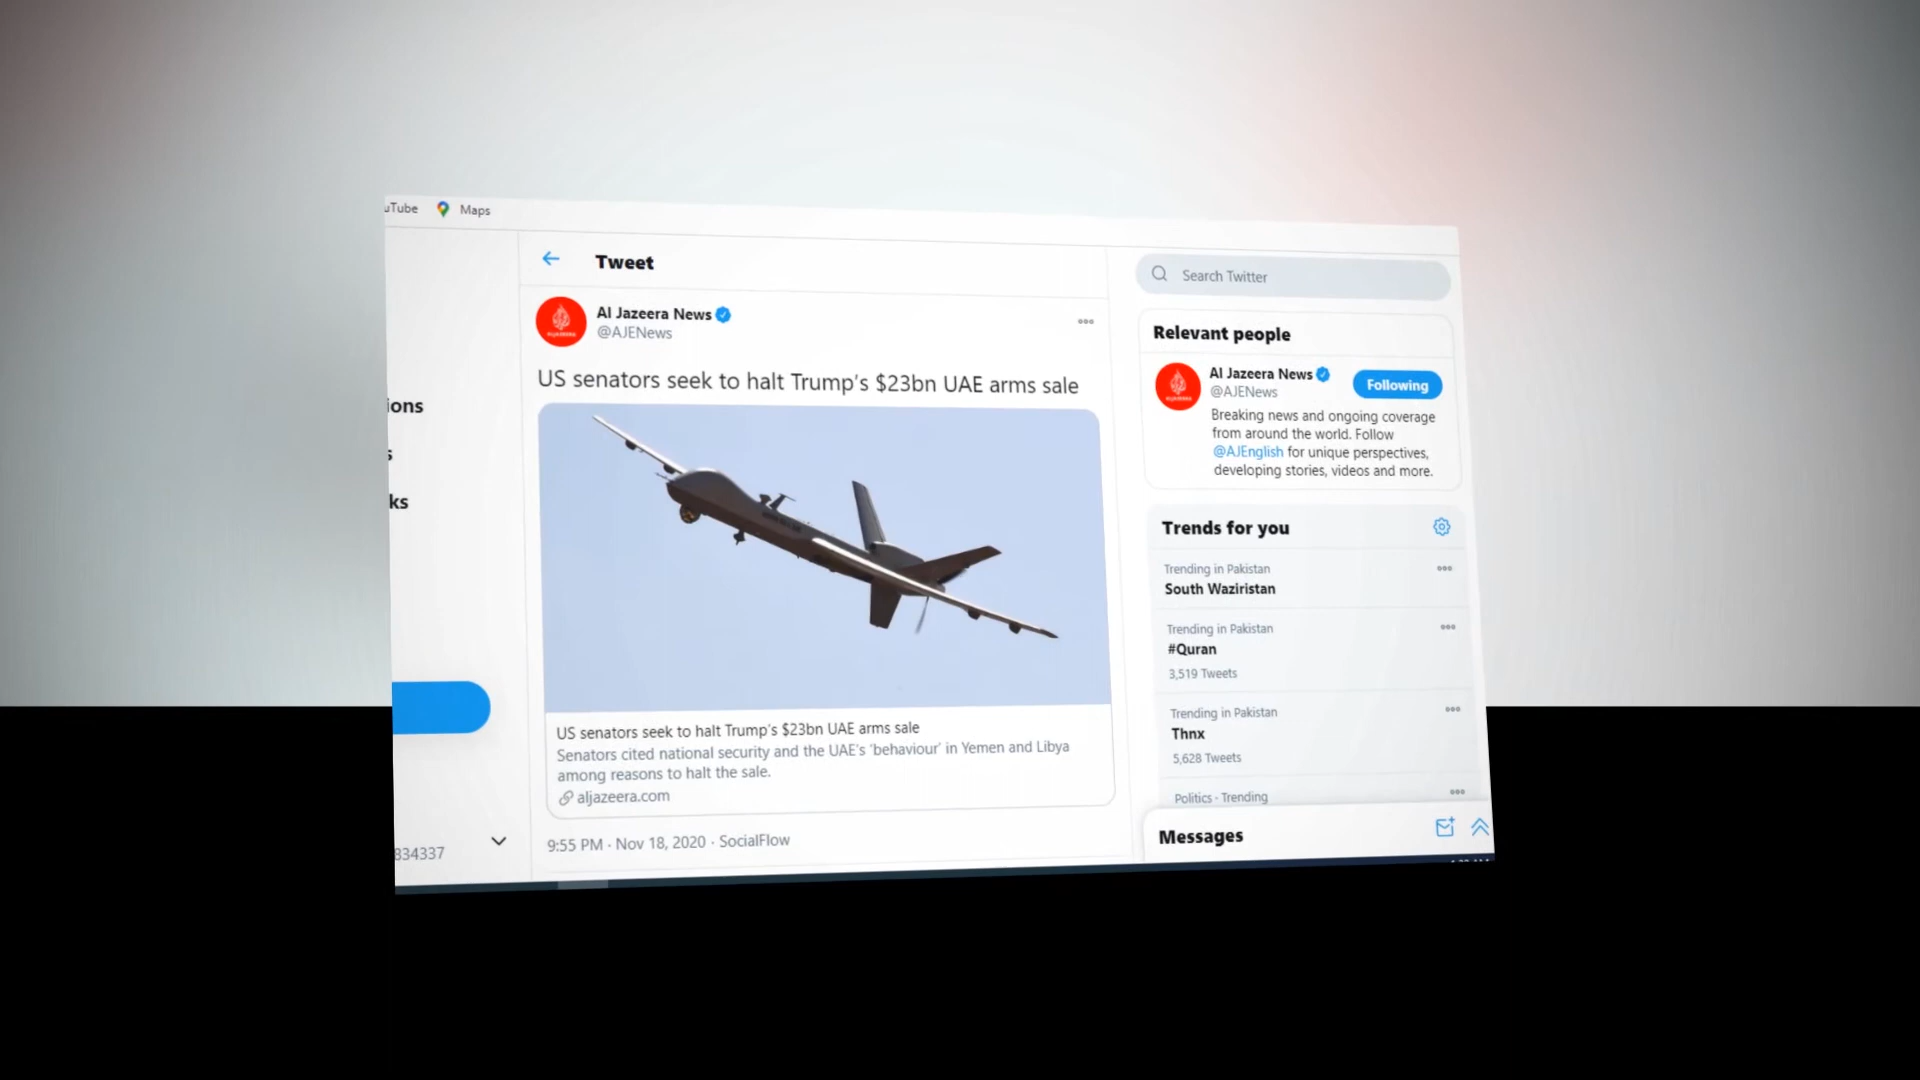 uTube
Maps
Tweet
Search Twitter
Al Jazeera News
@AJENews
US senators seek to halt Trump's $23bn UAE arms sale
US senators seek to halt Trump's $23bn UAE arms sale
Senators cited national security and the UAE's 'behaviour' in Yemen and Libya
among reasons to halt the sale.
aljazeera.com
9:55 PM · Nov 18, 2020 · SocialFlow
ions
s
ks
834337
Relevant people
Al Jazeera News
@AJENews
Following
Breaking news and ongoing coverage
from around the world. Follow
@AJEnglish for unique perspectives,
developing stories, videos and more.
Trends for you
Trending in Pakistan
South Waziristan
Trending in Pakistan
#Quran
3,519 Tweets
Trending in Pakistan
Thnx
5,628 Tweets
Politics · Trending
Messages